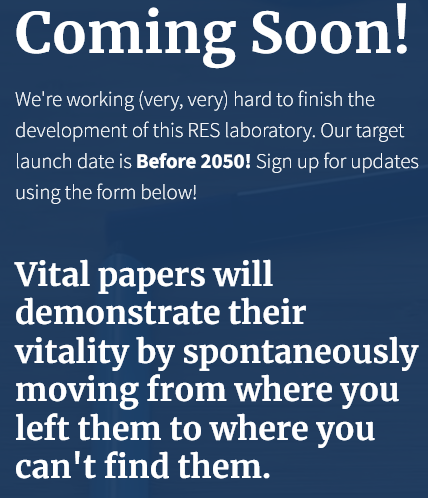 Coming Soon!
We're working (very, very) hard to finish the
development of this RES laboratory. Our target
launch date is Before 2050! Sign up for updates
using the form below!
Vital papers will
demonstrate their
vitality by spontaneously
moving from where you
left them to where you
can't find them.